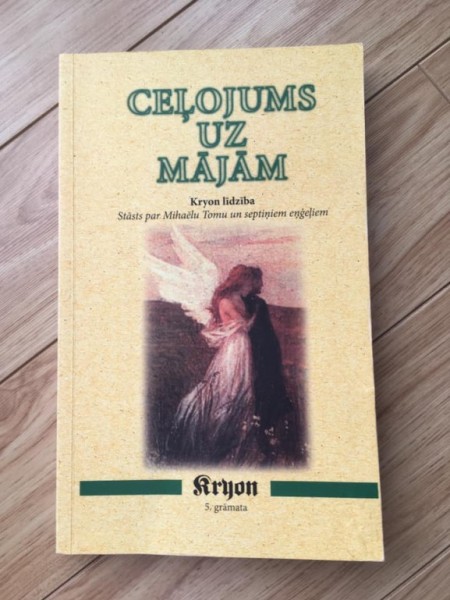 CEĻOJUMS
UZ
MĀJĀM
Kryon līdzība
Stāsts par Mihaēlu Tomu un septiņiem eņģeļiem
Kryon
5. grāmata